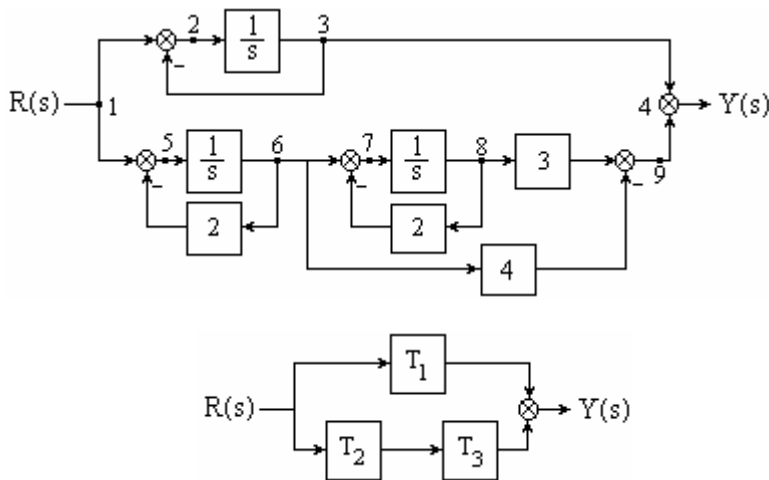 2 1/s 3
R(s) 1 - 4 Y(s)
5 1/s 6 7 1/s 8 3 9
- - -
2 2
4
T1
R(s) Y(s)
T2 T3